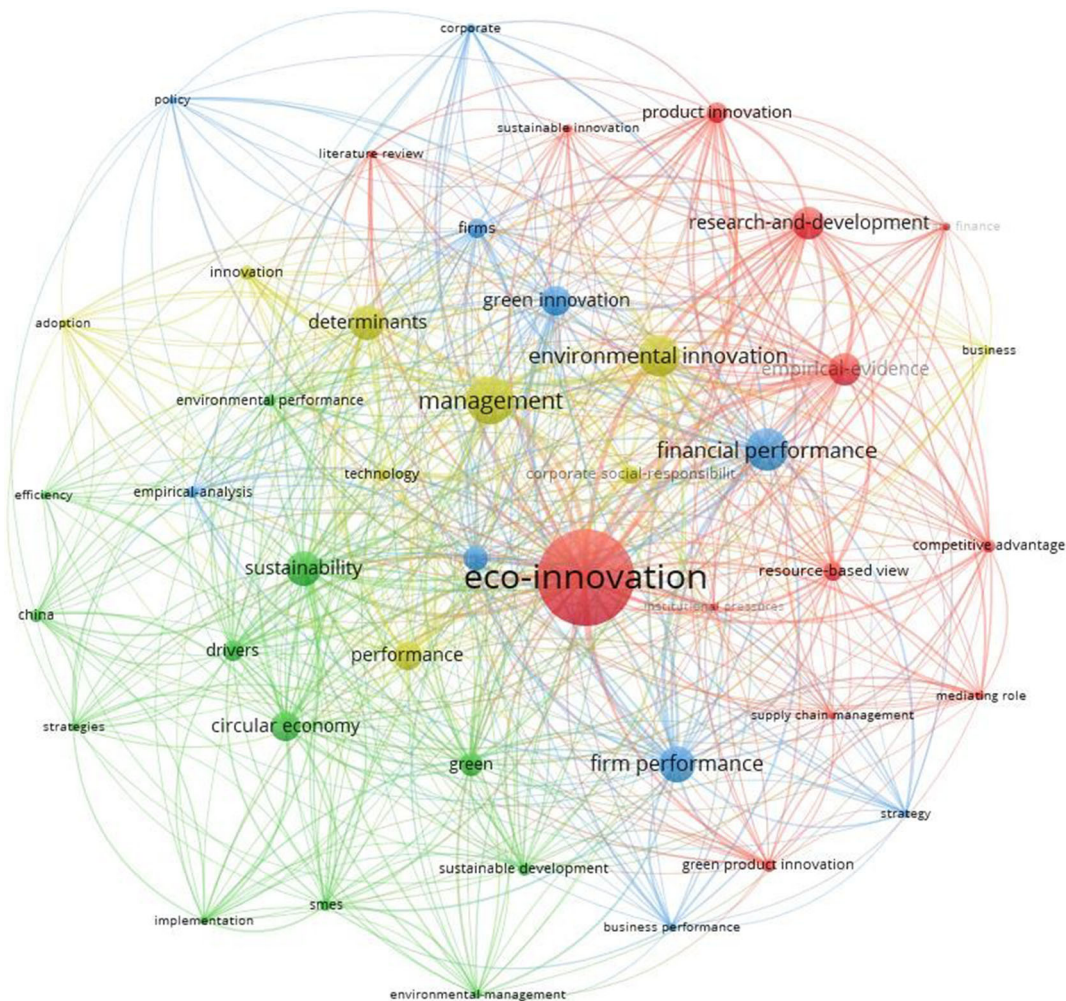 corporate
policy
product innovation
sustainable innovation
literature review
research-and-development
finance
firms
innovation
green innovation
determinants
adoption
business
environmental innovation
empirical-evidence
environmental performance
management
financial performance
technology
corporate social-responsibilit
empirical-analysis
efficiency
competitive advantage
sustainability
eco-innovation
resource-based view
institutional pressures
china
drivers
performance
mediating role
supply chain management
strategies
circular economy
green
firm performance
strategy
sustainable development
green product innovation
smes
implementation
business performance
environmental-management